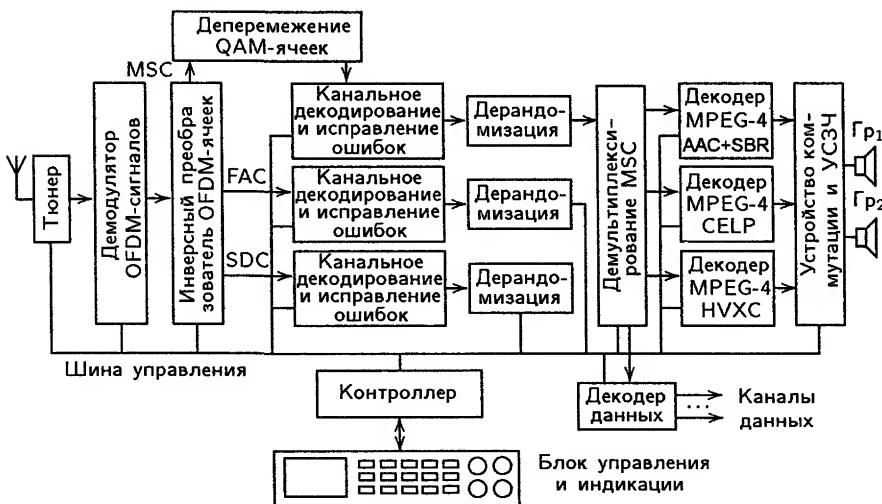 Деперемежение
QAM-ячеек
MSC
Тюнер
Демодулятор
OFDM-сигналов
Инверсный преобра
зователь OFDM-ячеек
FAC
SDC
Канальное
декодирование
и исправление
ошибок
Дерандо-
мизация
Канальное
декодирование
и исправление
ошибок
Дерандо-
мизация
Канальное
декодирование
и исправление
ошибок
Дерандо-
мизация
Демультиплекси-
рование MSC
Декодер
MPEG-4
AAC+SBR
Декодер
MPEG-4
CELP
Декодер
MPEG-4
HVXC
Устройство ком-
мутации и УСЗЧ
Гр1
Гр2
Шина управления
Контроллер
Декодер
данных
...
Каналы
данных
Блок управления
и индикации